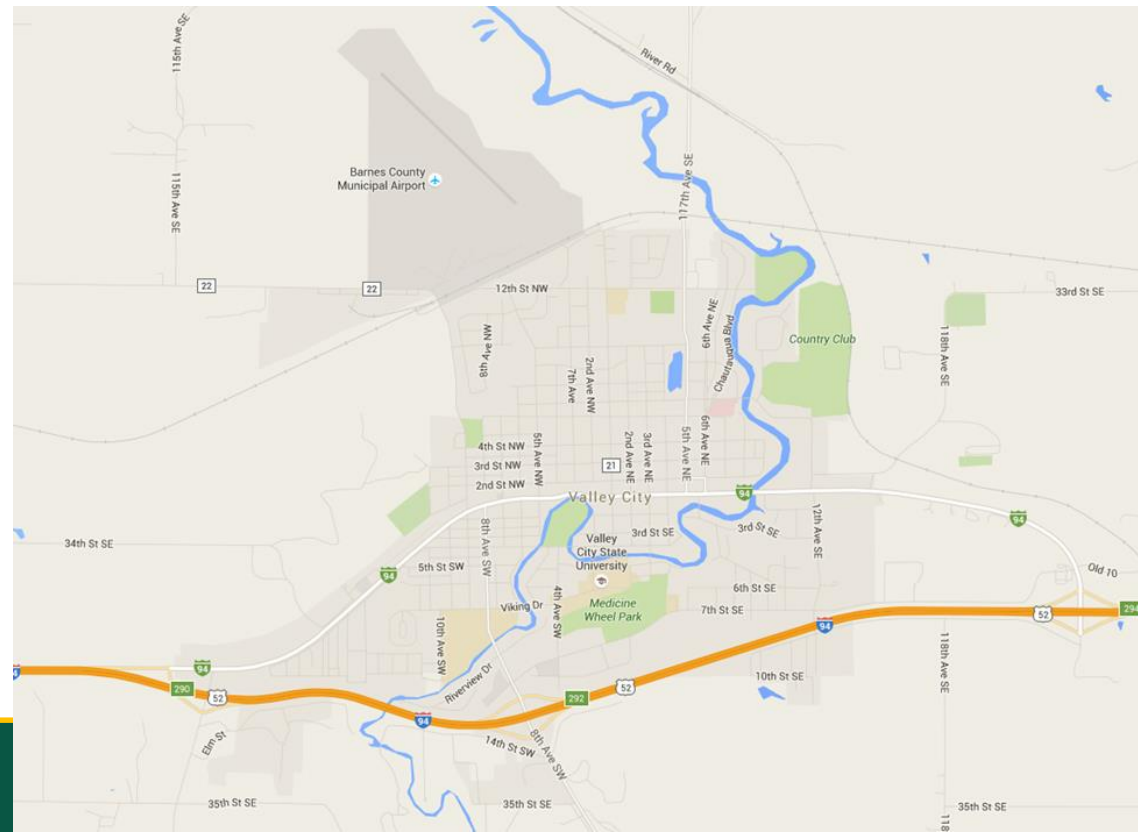 115th Ave SE
River Rd
Barnes County
Municipal Airport
117th Ave SE
115th Ave SE
22
22
12th St NW
33rd St SE
6th Ave NE
Chautauqua Blvd
Country Club
118th Ave SE
8th Ave NW
2nd Ave NW
7th Ave
5th Ave NW
2nd Ave NE
3rd Ave NE
5th Ave NE
6th Ave NE
4th St NW
3rd St NW
21
2nd St NW
Valley City
94
94
8th Ave SW
3rd St SE
3rd St SE
12th Ave SE
34th St SE
Valley
City State
University
5th St SW
94
Old 10
6th St SE
4th Ave SW
Viking Dr
Medicine
Wheel Park
7th St SE
52
294
94
10th Ave SW
118th Ave SE
94
Riverview Dr
10th St SE
290
52
292
52
94
8th Ave SW
14th St SW
Elm St
35th St SE
35th St SE
35th St SE
118